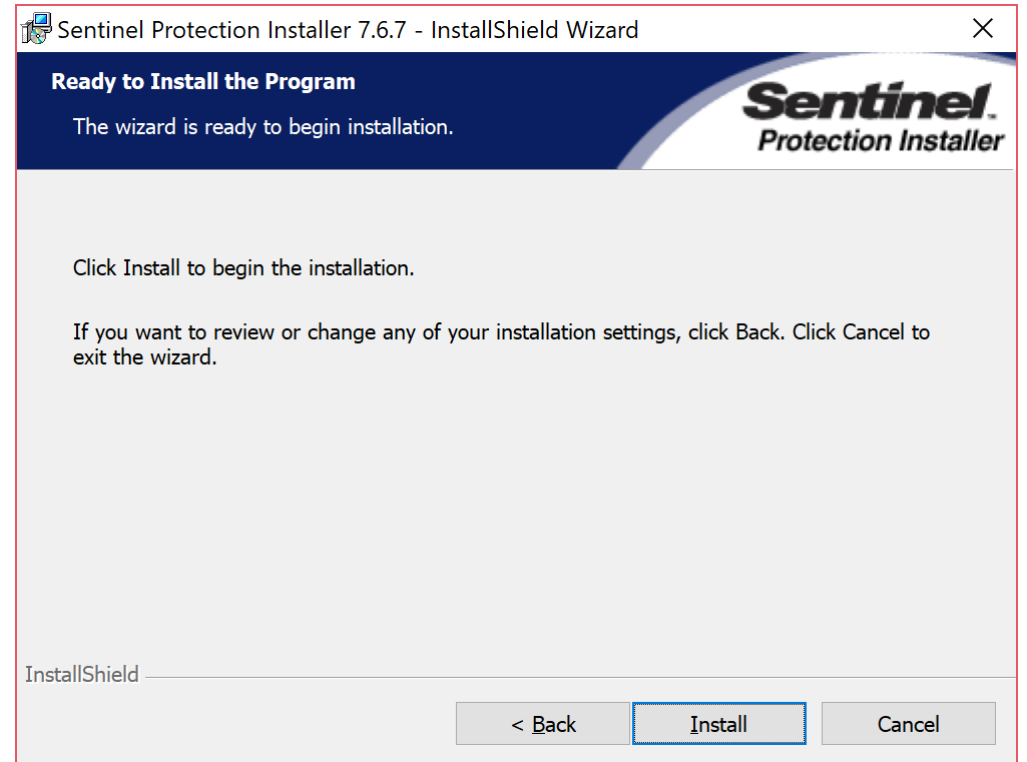 Sentinel Protection Installer 7.6.7 - InstallShield Wizard
Ready to Install the Program
The wizard is ready to begin installation.
Sentinel™
Protection Installer
Click Install to begin the installation.
If you want to review or change any of your installation settings, click Back. Click Cancel to
exit the wizard.
InstallShield
< Back
Install
Cancel